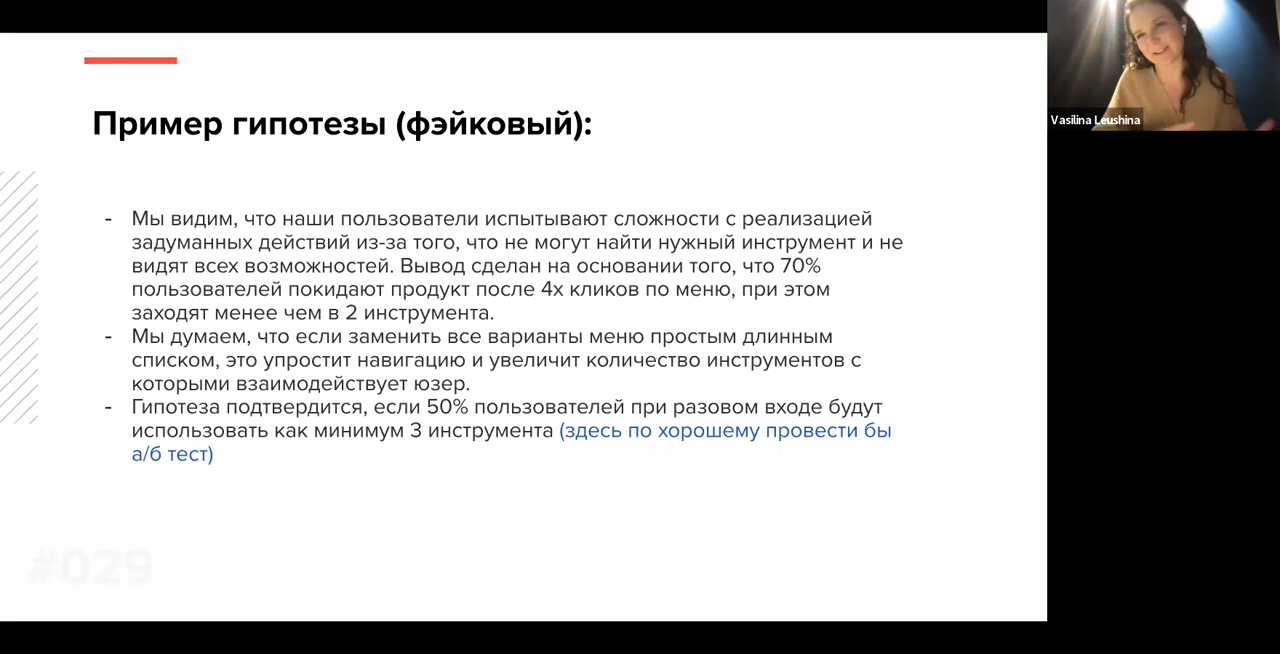 Пример гипотезы (фэйковый):
- Мы видим, что наши пользователи испытывают сложности с реализацией
задуманных действий из-за того, что не могут найти нужный инструмент и не
видят всех возможностей. Вывод сделан на основании того, что 70%
пользователей покидают продукт после 4х кликов по меню, при этом
заходят менее чем в 2 инструмента.
- Мы думаем, что если заменить все варианты меню простым длинным
списком, это упростит навигацию и увеличит количество инструментов с
которыми взаимодействует юзер.
- Гипотеза подтвердится, если 50% пользователей при разовом входе будут
использовать как минимум 3 инструмента (здесь по хорошему провести бы
а/б тест)
#029
Vasilina Leushina